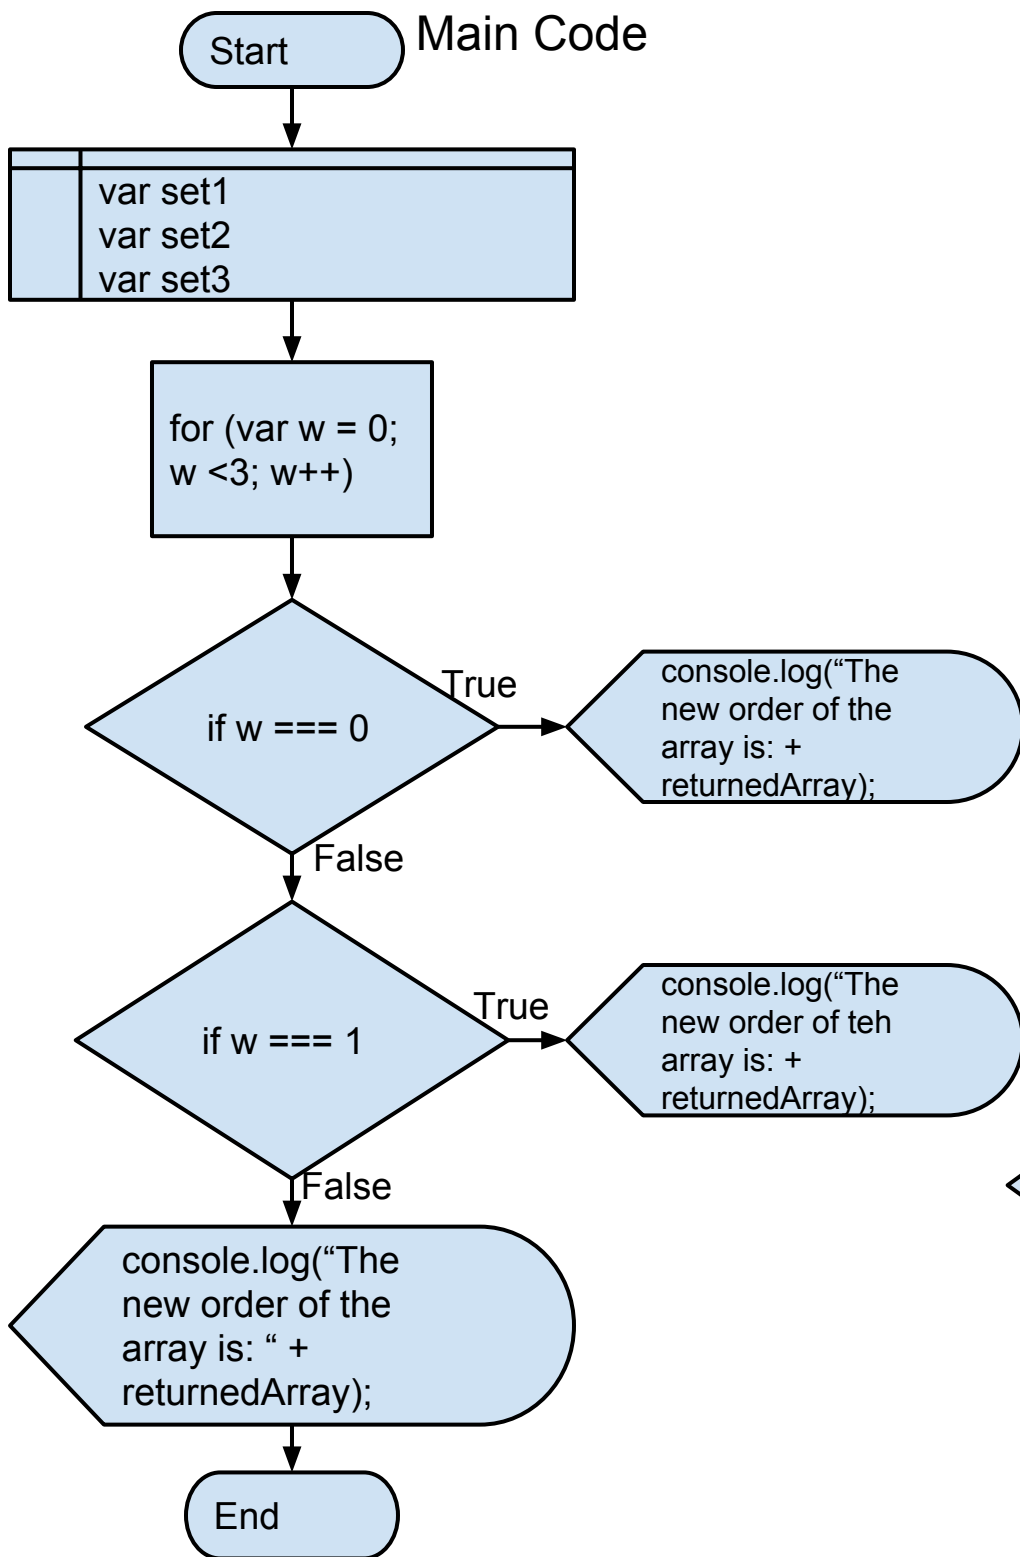 Main Code
Start
var set1
var set2
var set3
for (var w = 0;
w <3; w++)
if w === 0
True
console.log(“The
new order of the
array is: +
returnedArray);
False
if w === 1
True
console.log(“The
new order of teh
array is: +
returnedArray);
False
console.log(“The
new order of the
array is: “ +
returnedArray);
End